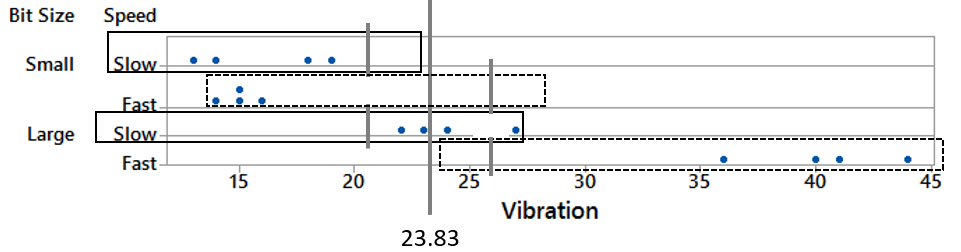 Bit Size Speed
Small Slow
Fast
Large Slow
Fast
15 20 25 30 35 40 45
Vibration
23.83